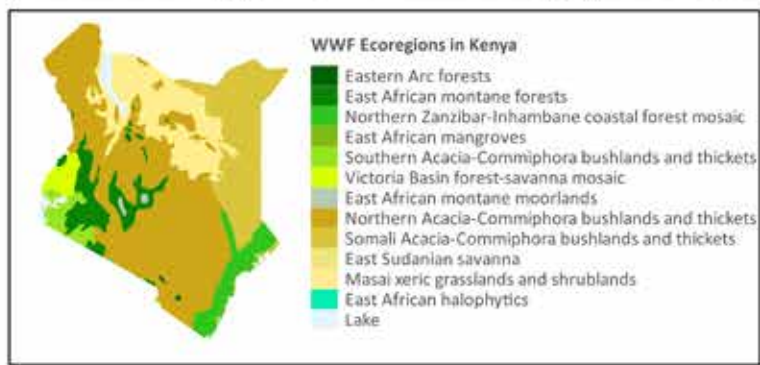 WWF Ecoregions in Kenya
Eastern Arc forests
East African montane forests
Northern Zanzibar-Inhambane coastal forest mosaic
East African mangroves
Southern Acacia-Commiphora bushlands and thickets
Victoria Basin forest-savanna mosaic
East African montane moorlands
Northern Acacia-Commiphora bushlands and thickets
Somali Acacia-Commiphora bushlands and thickets
East Sudanian savanna
Masai xeric grasslands and shrublands
East African halophytics
Lake